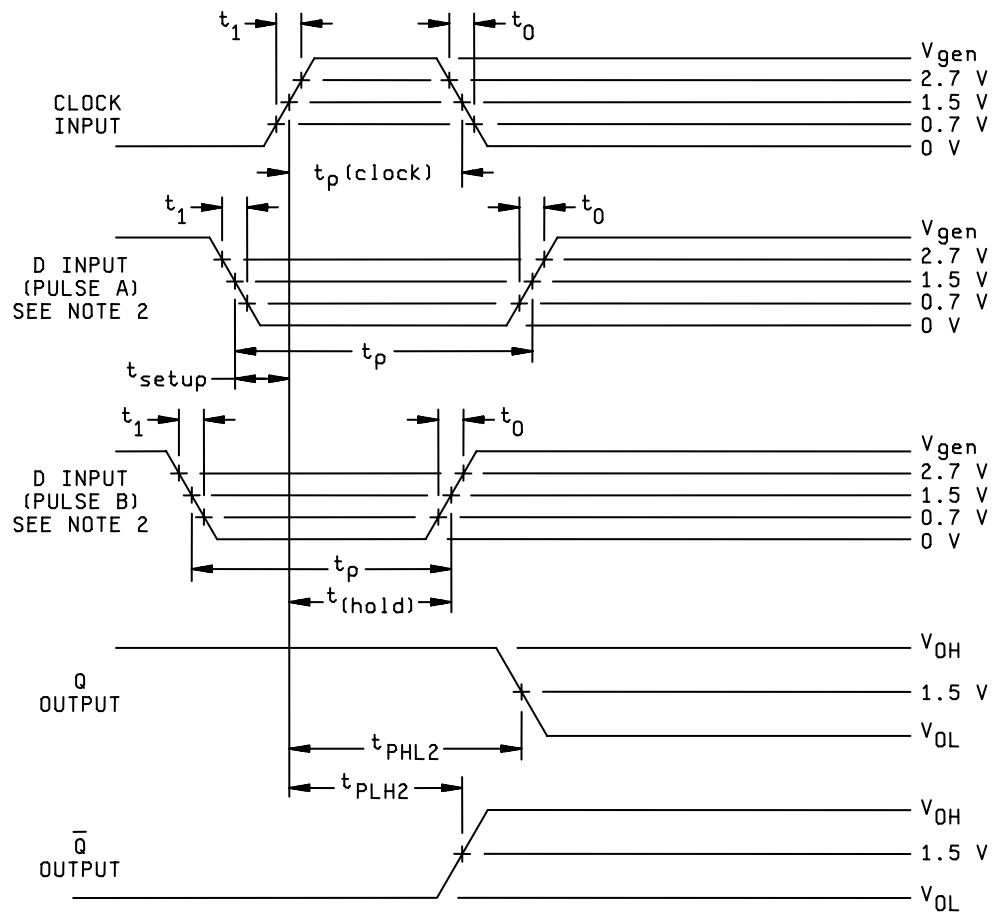 t1
t0
Vgen
2.7 V
CLOCK
INPUT
1.5 V
0.7 V
0 V
tp(clock)
t1
t0
Vgen
D INPUT
(PULSE A)
SEE NOTE 2
2.7 V
1.5 V
0.7 V
0 V
tp
tsetup
t1
t0
Vgen
D INPUT
(PULSE B)
SEE NOTE 2
2.7 V
1.5 V
0.7 V
0 V
tp
t(hold)
VOH
Q
OUTPUT
1.5 V
VOL
tPHL2
tPLH2
VOH
Q̅
OUTPUT
1.5 V
VOL